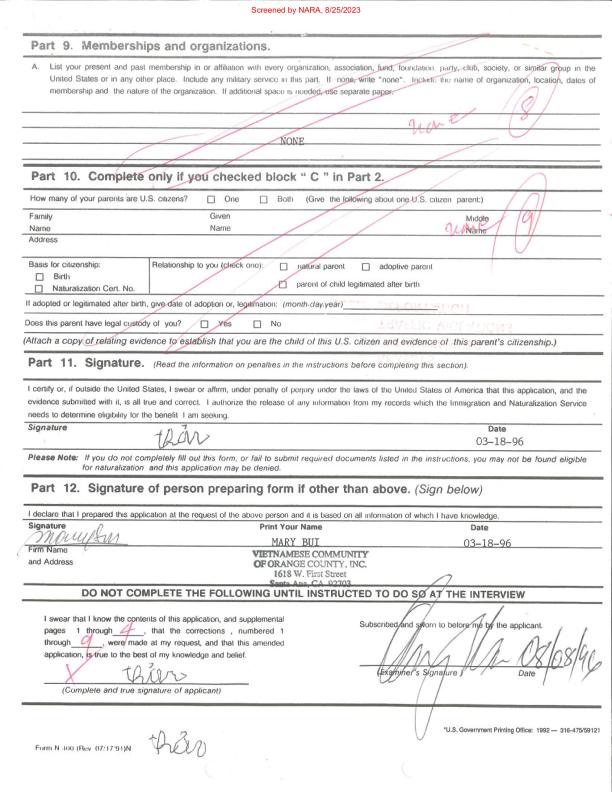 Screened by NARA, 8/25/2023
Part 9. Memberships and organizations.
A. List your present and past membership in or affiliation with every organization, association, fund, foundation, party, club, society, or similar group in the
United States or in any other place. Include any military service in this part. If none, write "none". Include the name of organization, location, dates of
membership and the nature of the organization. If additional space is needed, use separate paper.
none
8
NONE
Part 10. Complete only if you checked block " C " in Part 2.
How many of your parents are U.S. citizens? One Both (Give the following about one U.S. citizen parent:)
9
Family Given Middle
Name Name Name
none
Address
Basis for citizenship: Relationship to you (check one): natural parent adoptive parent
Birth
Naturalization Cert. No. parent of child legitimated after birth
If adopted or legitimated after birth, give date of adoption or, legitimation: (month-day-year)
Does this parent have legal custody of you? Yes No
(Attach a copy of relating evidence to establish that you are the child of this U.S. citizen and evidence of this parent's citizenship.)
Part 11. Signature. (Read the information on penalties in the instructions before completing this section).
I certify or, if outside the United States, I swear or affirm, under penalty of perjury under the laws of the United States of America that this application, and the
evidence submitted with it, is all true and correct. I authorize the release of any information from my records which the Immigration and Naturalization Service
needs to determine eligibility for the benefit I am seeking.
Signature Date
03-18-96
Please Note: If you do not completely fill out this form, or fail to submit required documents listed in the instructions, you may not be found eligible
for naturalization and this application may be denied.
Part 12. Signature of person preparing form if other than above. (Sign below)
I declare that I prepared this application at the request of the above person and it is based on all information of which I have knowledge.
Signature Print Your Name Date
MARY BUI 03-18-96
Firm Name
and Address
VIETNAMESE COMMUNITY
OF ORANGE COUNTY, INC.
1618 W. First Street
Santa Ana, CA 92703
DO NOT COMPLETE THE FOLLOWING UNTIL INSTRUCTED TO DO SO AT THE INTERVIEW
I swear that I know the contents of this application, and supplemental
pages 1 through 4, that the corrections, numbered 1
through 9, were made at my request, and that this amended
application, is true to the best of my knowledge and belief.
X
(Complete and true signature of applicant)
Subscribed and sworn to before me by the applicant.
08/08/96
(Examiner's Signature) Date
*U.S. Government Printing Office: 1992 — 316-475/59121
Form N-400 (Rev. 07/17/91)N